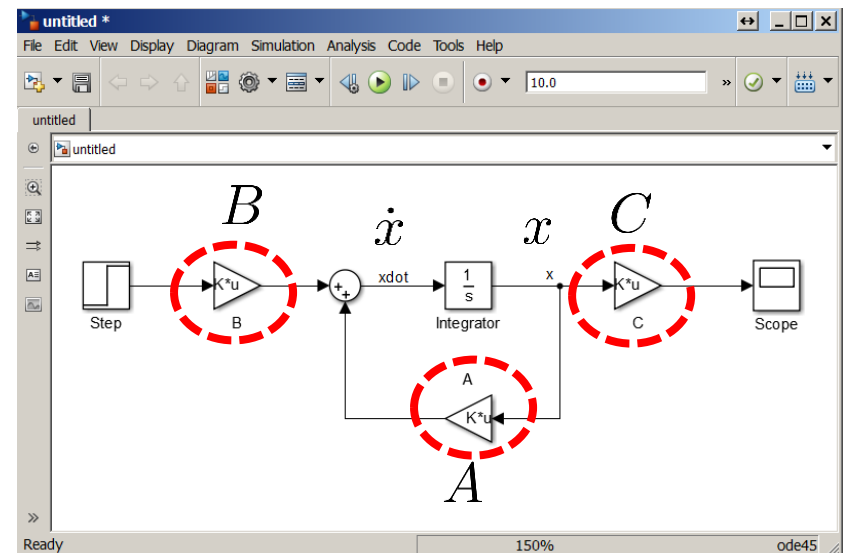 untitled *
File Edit View Display Diagram Simulation Analysis Code Tools Help
10.0 »
untitled
untitled
B ẋ x C
K*u + + xdot 1/s x K*u
Step B Integrator C Scope
A
K*u
A
»
Ready 150% ode45